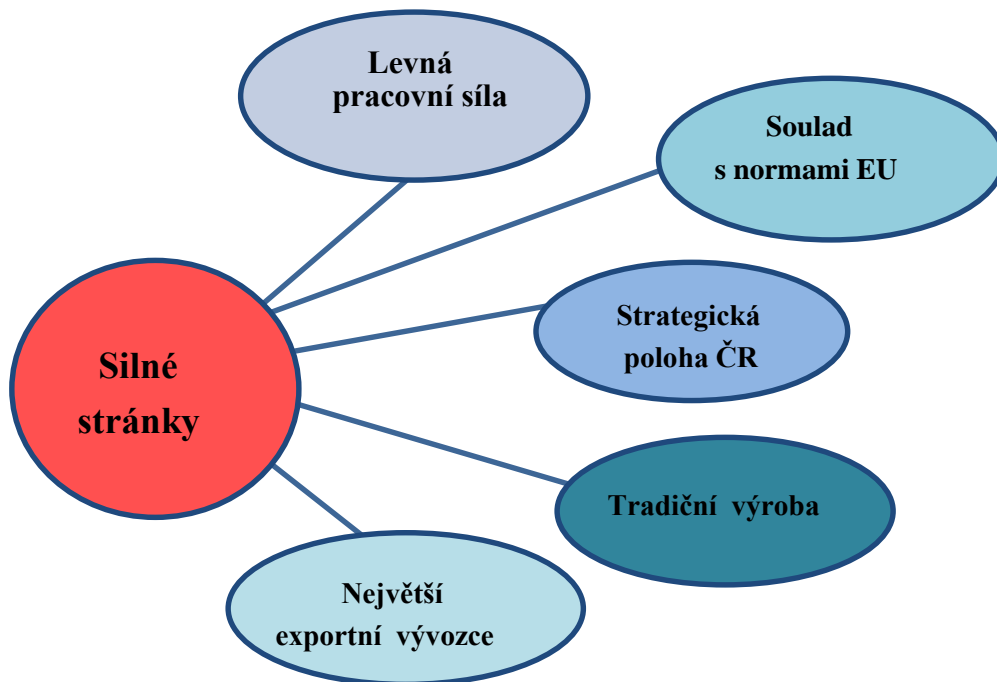 Levná
pracovní síla
Soulad
s normami EU
Strategická
poloha ČR
Silné
stránky
Tradiční výroba
Největší
exportní vývozce